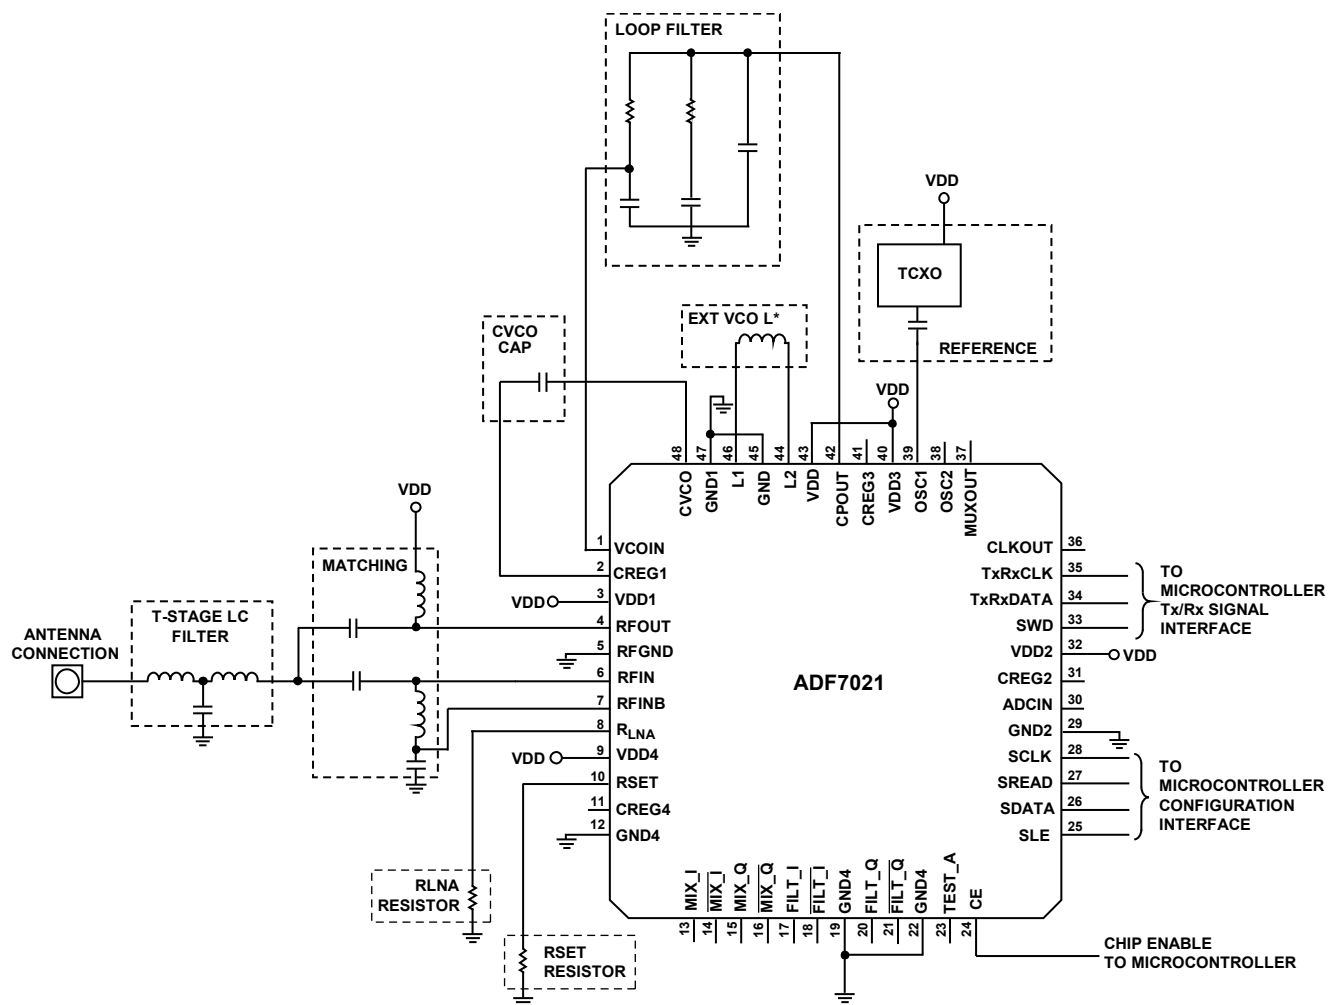 LOOP FILTER
VDD
TCXO
REFERENCE
CVCO
CAP
EXT VCO L*
VDD
48
47
46
45
44
43
42
41
40
39
38
37
CVCO
GND1
L1
GND
L2
VDD
CPOUT
CREG3
VDD3
OSC1
OSC2
MUXOUT
VDD
MATCHING
T-STAGE LC
FILTER
ANTENNA
CONNECTION
1 VCOIN
2 CREG1
VDD 3 VDD1
4 RFOUT
5 RFGND
6 RFIN
7 RFINB
8 RLNA
VDD 9 VDD4
10 RSET
11 CREG4
12 GND4
ADF7021
CLKOUT 36
TxRxCLK 35
TxRxDATA 34
SWD 33
VDD2 32 VDD
CREG2 31
ADCIN 30
GND2 29
SCLK 28
SREAD 27
SDATA 26
SLE 25
TO
MICROCONTROLLER
Tx/Rx SIGNAL
INTERFACE
TO
MICROCONTROLLER
CONFIGURATION
INTERFACE
RLNA
RESISTOR
RSET
RESISTOR
MIX_I
MIX_I
MIX_Q
MIX_Q
FILT_I
FILT_I
GND4
FILT_Q
FILT_Q
GND4
TEST_A
CE
13
14
15
16
17
18
19
20
21
22
23
24
CHIP ENABLE
TO MICROCONTROLLER